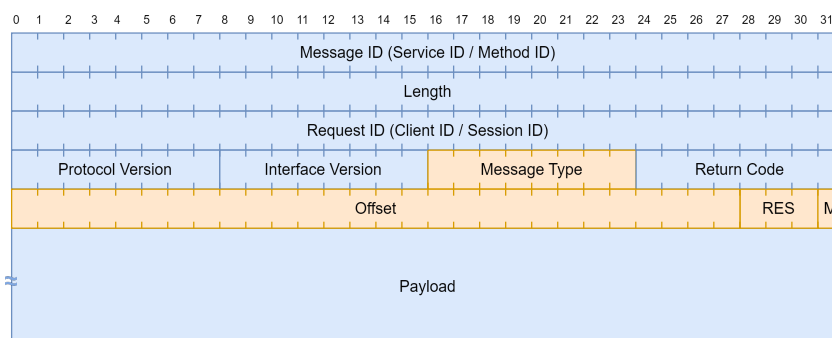 0 1 2 3 4 5 6 7 8 9 10 11 12 13 14 15 16 17 18 19 20 21 22 23 24 25 26 27 28 29 30 31
Message ID (Service ID / Method ID)
Length
Request ID (Client ID / Session ID)
Protocol Version Interface Version Message Type Return Code
Offset RES M
≈ Payload